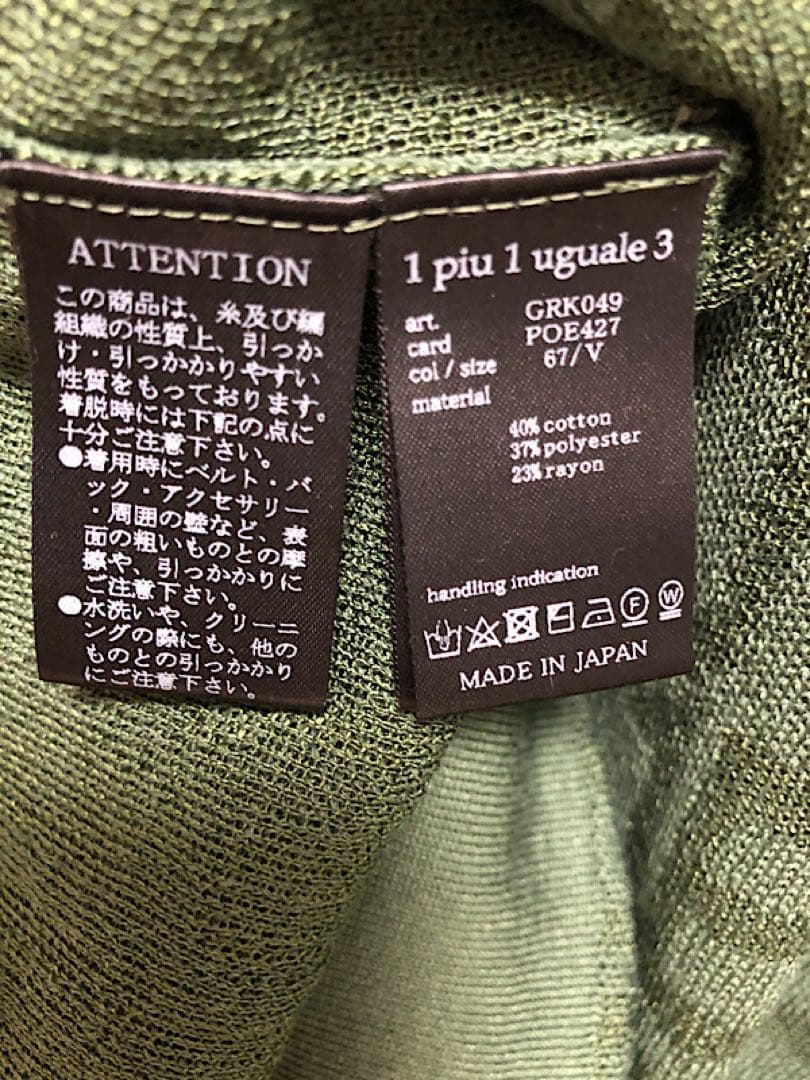 ATTENTION
この商品は、糸及び編
組織の性質上、引っか
け・引っかかりやすい
性質をもっております。
着脱時には下記の点に
十分ご注意下さい。
●着用時にベルト・バ
ック・アクセサリー
・周囲の壁など、表
面の粗いものとの摩
擦や、引っかかりに
ご注意下さい。
●水洗いや、クリーニ
ングの際にも、他の
ものとの引っかかり
にご注意下さい。
1 piu 1 uguale 3
art. GRK049
card POE427
col / size 67/V
material
40% cotton
37% polyester
23% rayon
handling indication
F W
MADE IN JAPAN